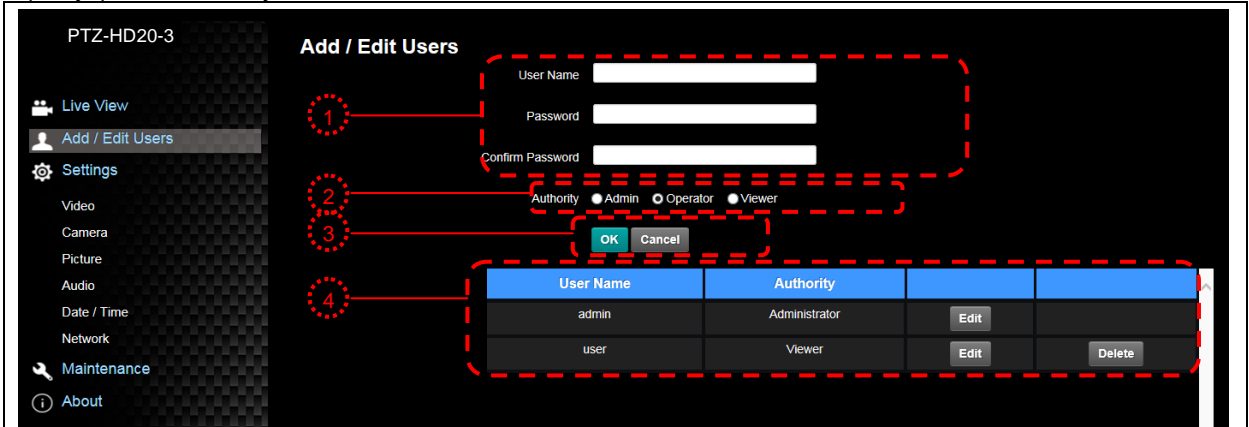 PTZ-HD20-3
Live View
Add / Edit Users
Settings
Video
Camera
Picture
Audio
Date / Time
Network
Maintenance
About
Add / Edit Users
1
User Name
Password
Confirm Password
2
Authority Admin Operator Viewer
3
OK Cancel
4
User Name Authority
admin Administrator Edit
user Viewer Edit Delete